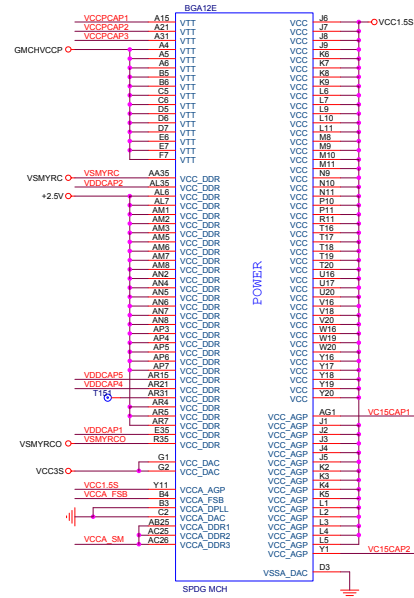 BGA12E
VCCPCAP1 A15 VTT VCC J6 VCC1.5S
VCCPCAP2 A21 VTT VCC J7
VCCPCAP3 A31 VTT VCC J8
GMCHVCCP A4 VTT VCC J9
A5 VTT VCC K6
A6 VTT VCC K7
B5 VTT VCC K8
B6 VTT VCC K9
C5 VTT VCC L6
C6 VTT VCC L7
D5 VTT VCC L9
D6 VTT VCC L10
D7 VTT VCC L11
E6 VTT VCC M8
E7 VTT VCC M9
F7 VTT VCC M10
VCC M11
VSMYRC VSMYRC AA35 VCC_DDR VCC N9
VDDCAP2 AL35 VCC_DDR VCC N10
+2.5V AL6 VCC_DDR VCC N11
AL7 VCC_DDR VCC P10
AM1 VCC_DDR VCC P11
AM2 VCC_DDR VCC R11
AM3 VCC_DDR VCC T16
AM5 VCC_DDR VCC T17
AM6 VCC_DDR VCC T18
AM7 VCC_DDR VCC T19
AM8 VCC_DDR VCC T20
AN2 VCC_DDR VCC U16
AN4 VCC_DDR VCC U17
AN5 VCC_DDR VCC U20
AN6 VCC_DDR VCC V16
AN7 VCC_DDR VCC V18
AN8 VCC_DDR VCC V20
AP3 VCC_DDR VCC W16
AP4 VCC_DDR VCC W19
AP5 VCC_DDR VCC W20
AP6 VCC_DDR VCC Y16
AP7 VCC_DDR VCC Y17
VDDCAP5 AR15 VCC_DDR VCC Y18
VDDCAP4 AR21 VCC_DDR VCC Y19
T151 AR31 VCC_DDR VCC Y20
AR4 VCC_DDR
AR5 VCC_DDR VCC_AGP AG1 VC15CAP1
AR7 VCC_DDR VCC_AGP J1
VDDCAP1 E35 VCC_DDR VCC_AGP J2
VSMYRCO VSMYRCO R35 VCC_DDR VCC_AGP J3
VCC_AGP J4
VCC3S G1 VCC_DAC VCC_AGP J5
G2 VCC_DAC VCC_AGP K2
VCC_AGP K3
VCC1.5S Y11 VCCA_AGP VCC_AGP K4
VCCA_FSB B4 VCCA_FSB VCC_AGP K5
B3 VCCA_DPLL VCC_AGP L1
C2 VCCA_DAC VCC_AGP L2
AB25 VCCA_DDR1 VCC_AGP L3
AC25 VCCA_DDR2 VCC_AGP L4
VCCA_SM AC26 VCCA_DDR3 VCC_AGP L5
VCC_AGP Y1 VC15CAP2
VSSA_DAC D3
POWER
SPDG MCH